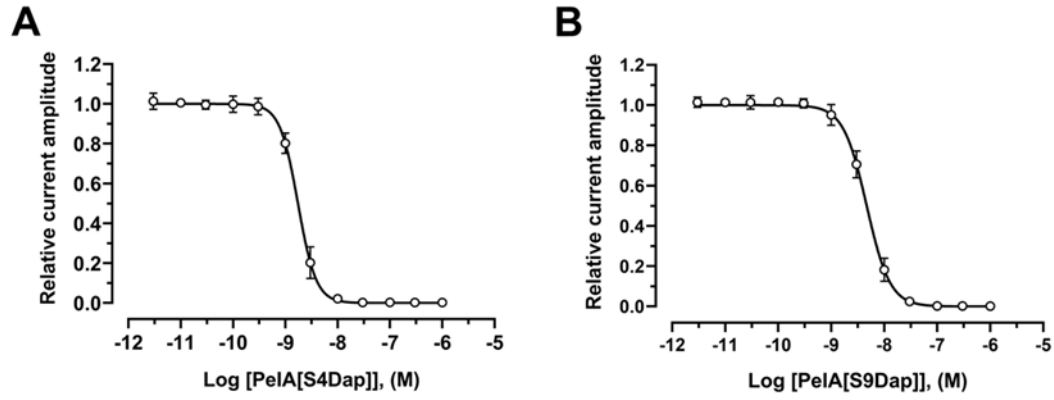 A
B
Relative current amplitude
1.2
1.0
0.8
0.6
0.4
0.2
0.0
-12 -11 -10 -9 -8 -7 -6 -5
Log [PelA[S4Dap]], (M)
Relative current amplitude
1.2
1.0
0.8
0.6
0.4
0.2
0.0
-12 -11 -10 -9 -8 -7 -6 -5
Log [PelA[S9Dap]], (M)